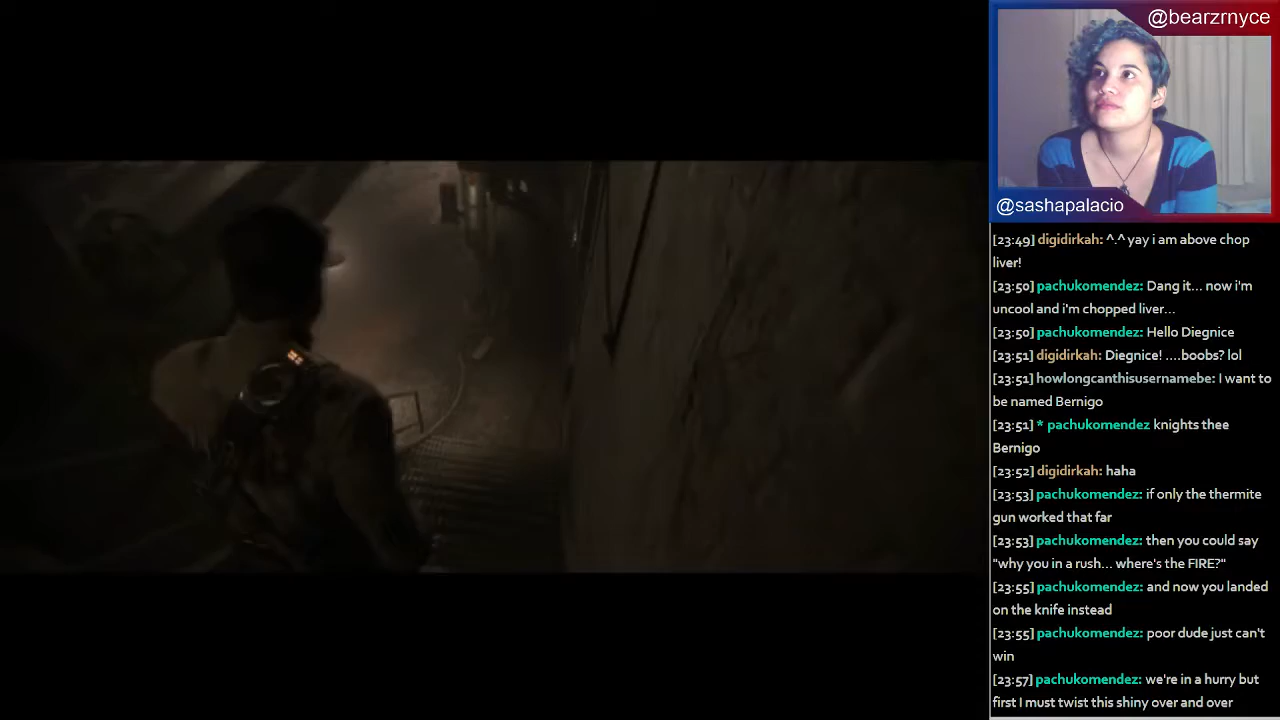 @bearzrnyce
@sashapalacio
[23:49] digidirkah: ^.^ yay i am above chop
liver!
[23:50] pachukomendez: Dang it... now i'm
uncool and i'm chopped liver...
[23:50] pachukomendez: Hello Diegnice
[23:51] digidirkah: Diegnice! ....boobs? lol
[23:51] howlongcanthisusernamebe: I want to
be named Bernigo
[23:51] * pachukomendez knights thee
Bernigo
[23:52] digidirkah: haha
[23:53] pachukomendez: if only the thermite
gun worked that far
[23:53] pachukomendez: then you could say
"why you in a rush... where's the FIRE?"
[23:55] pachukomendez: and now you landed
on the knife instead
[23:55] pachukomendez: poor dude just can't
win
[23:57] pachukomendez: we're in a hurry but
first I must twist this shiny over and over